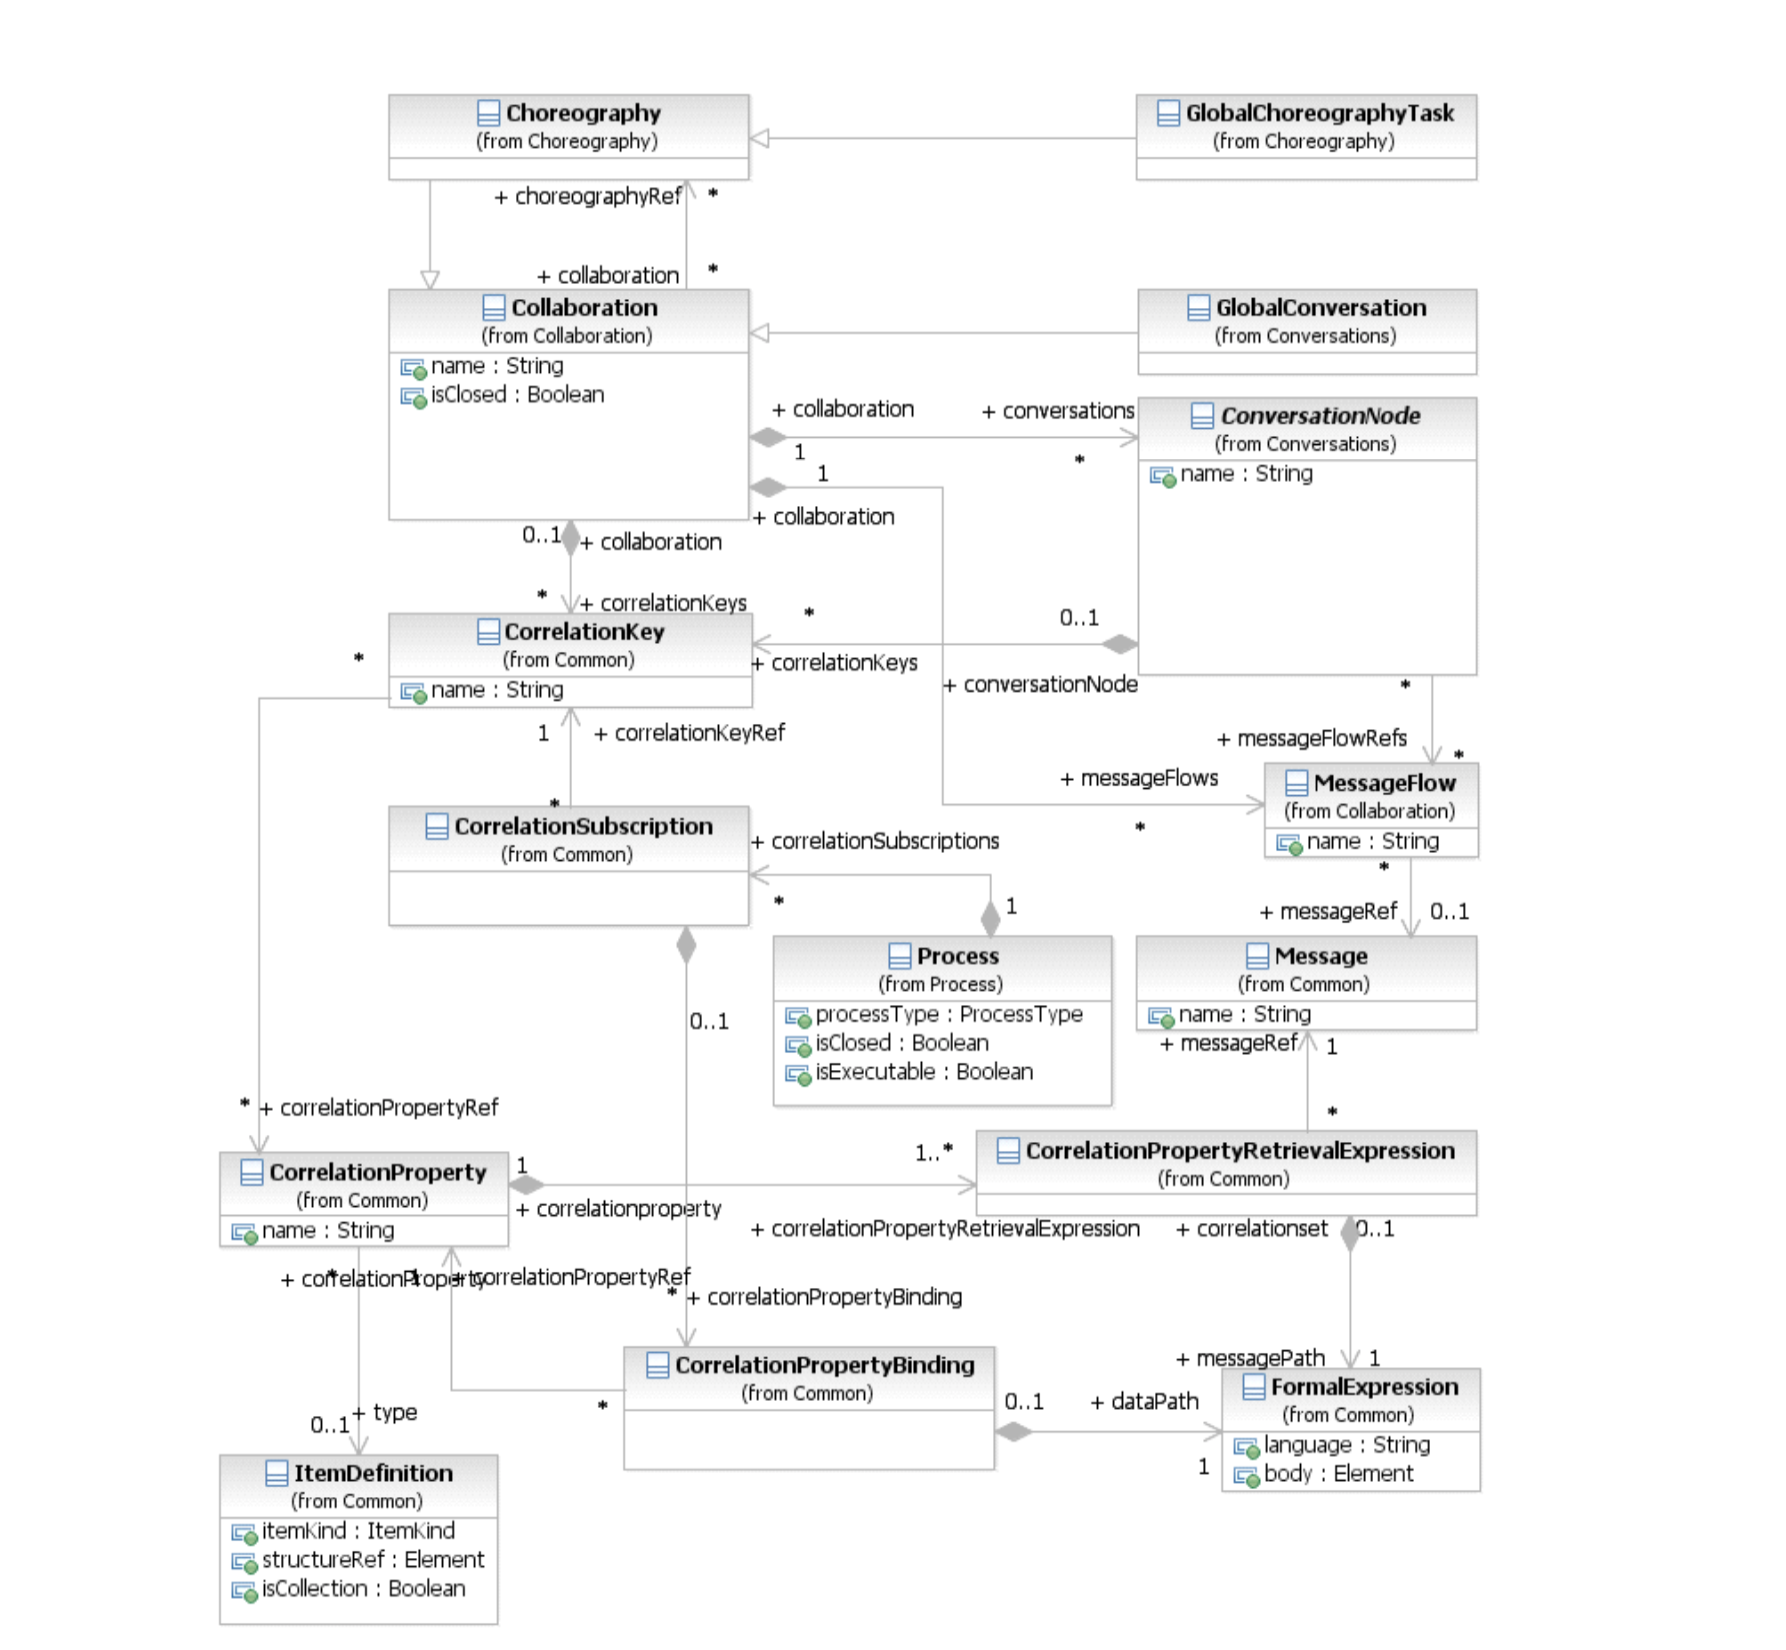 Choreography
(from Choreography)
GlobalChoreographyTask
(from Choreography)
+ choreographyRef
*
+ collaboration
*
Collaboration
(from Collaboration)
name : String
isClosed : Boolean
GlobalConversation
(from Conversations)
+ collaboration
1
+ conversations
*
ConversationNode
(from Conversations)
name : String
1
+ collaboration
0..1
+ collaboration
*
+ correlationKeys
CorrelationKey
(from Common)
name : String
*
*
+ correlationKeys
0..1
+ conversationNode
*
+ messageFlowRefs
*
1
+ correlationKeyRef
*
+ messageFlows
*
MessageFlow
(from Collaboration)
name : String
CorrelationSubscription
(from Common)
+ correlationSubscriptions
*
1
*
+ messageRef
0..1
Process
(from Process)
processType : ProcessType
isClosed : Boolean
isExecutable : Boolean
Message
(from Common)
name : String
0..1
+ messageRef
1
*
* + correlationPropertyRef
CorrelationProperty
(from Common)
name : String
1
+ correlationproperty
1..*
+ correlationPropertyRetrievalExpression
CorrelationPropertyRetrievalExpression
(from Common)
+ correlationset
0..1
+ correlationProperty
*
1
+ correlationPropertyRef
* + correlationPropertyBinding
+ messagePath
1
CorrelationPropertyBinding
(from Common)
*
0..1
+ dataPath
1
FormalExpression
(from Common)
language : String
body : Element
+ type
0..1
ItemDefinition
(from Common)
itemKind : ItemKind
structureRef : Element
isCollection : Boolean